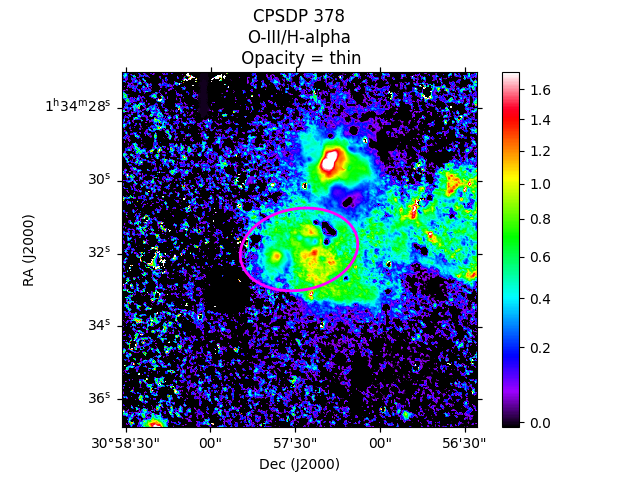 CPSDP 378
O-III/H-alpha
Opacity = thin
1ʰ34ᵐ28ˢ
30ˢ
32ˢ
34ˢ
36ˢ
RA (J2000)
30°58'30" 00" 57'30" 00" 56'30"
Dec (J2000)
1.6
1.4
1.2
1.0
0.8
0.6
0.4
0.2
0.0